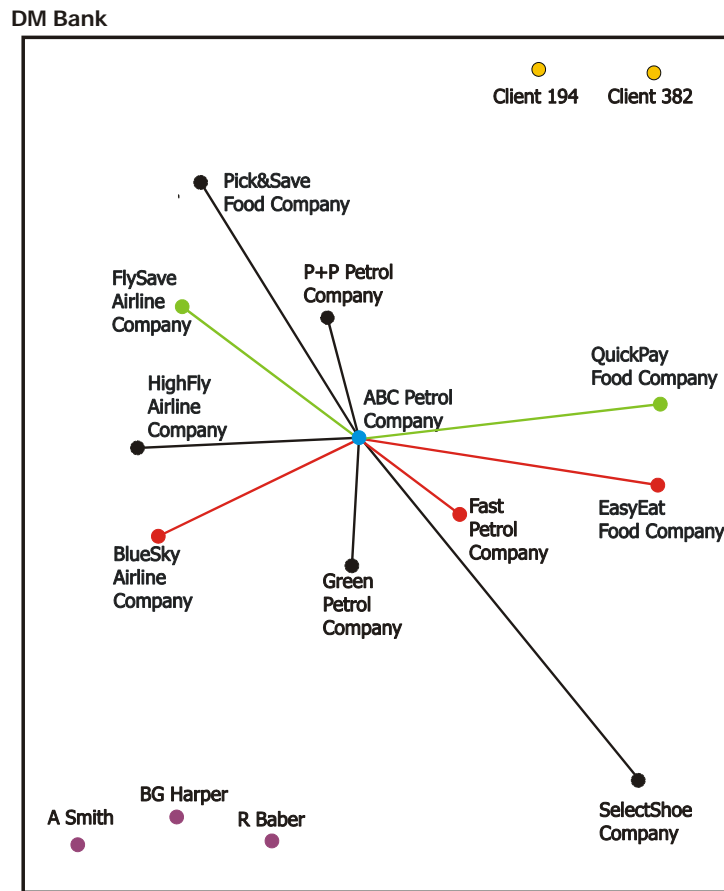 DM Bank
Client 194
Client 382
Pick&Save
Food Company
P+P Petrol
Company
FlySave
Airline
Company
QuickPay
Food Company
HighFly
Airline
Company
ABC Petrol
Company
EasyEat
Food Company
Fast
Petrol
Company
BlueSky
Airline
Company
Green
Petrol
Company
A Smith
BG Harper
R Baber
SelectShoe
Company